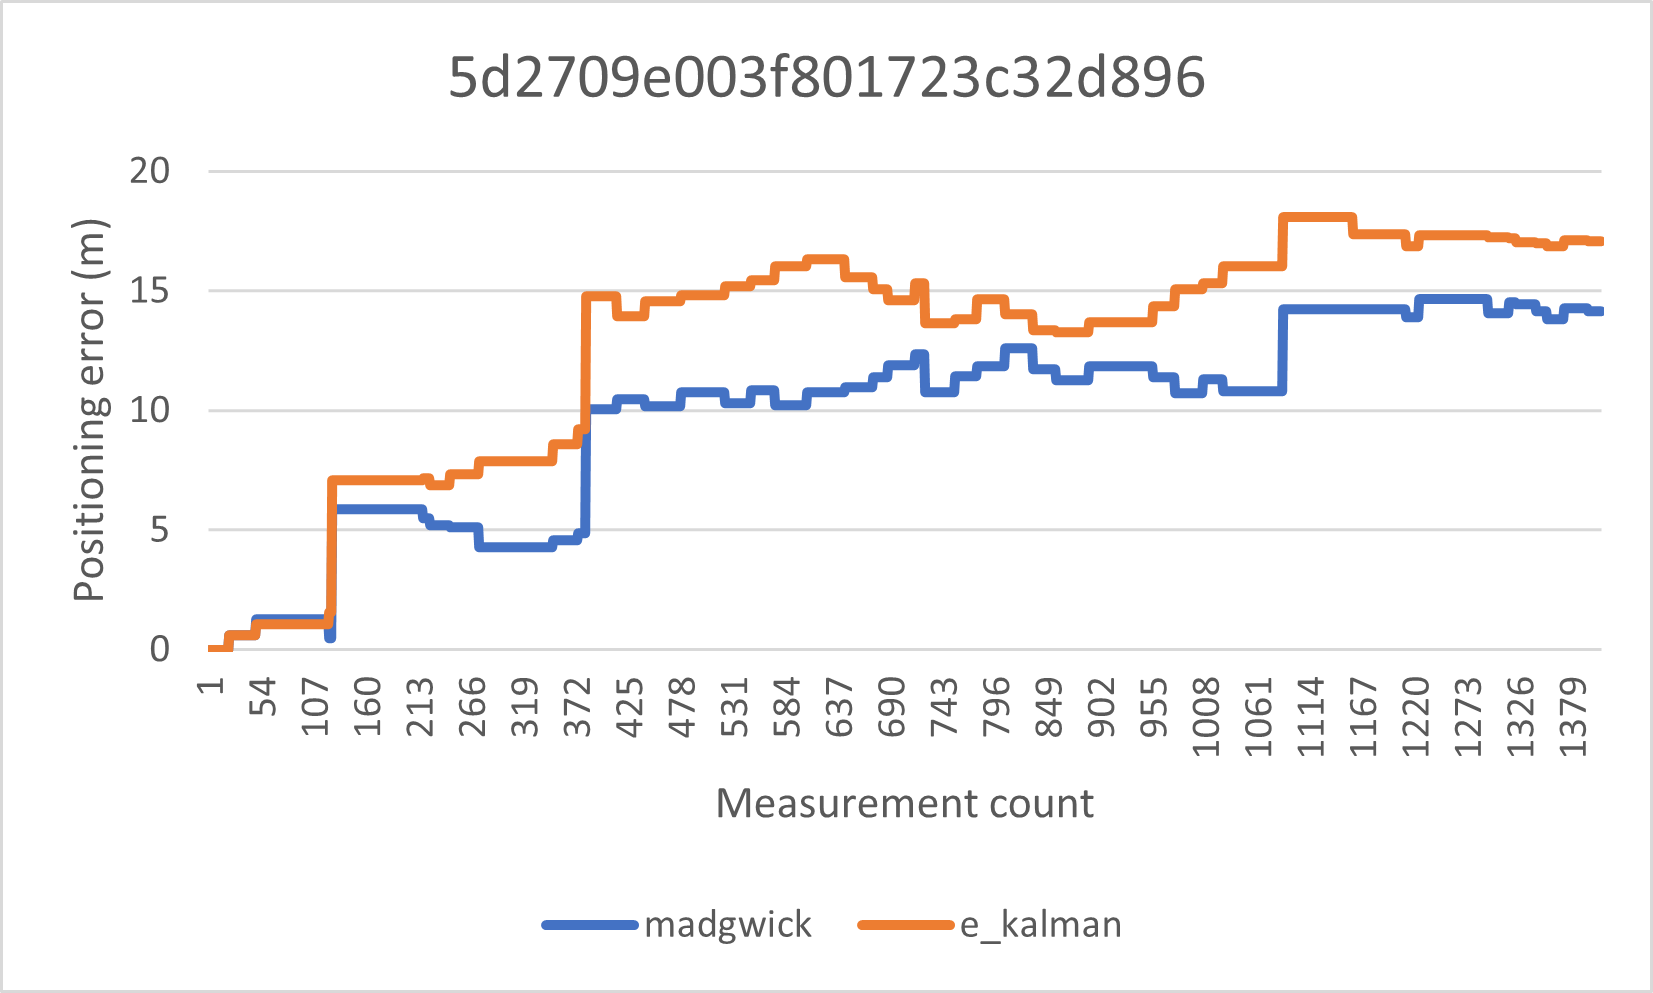 5d2709e003f801723c32d896
Positioning error (m)
20
15
10
5
0
1 54 107 160 213 266 319 372 425 478 531 584 637 690 743 796 849 902 955 1008 1061 1114 1167 1220 1273 1326 1379
Measurement count
madgwick e_kalman